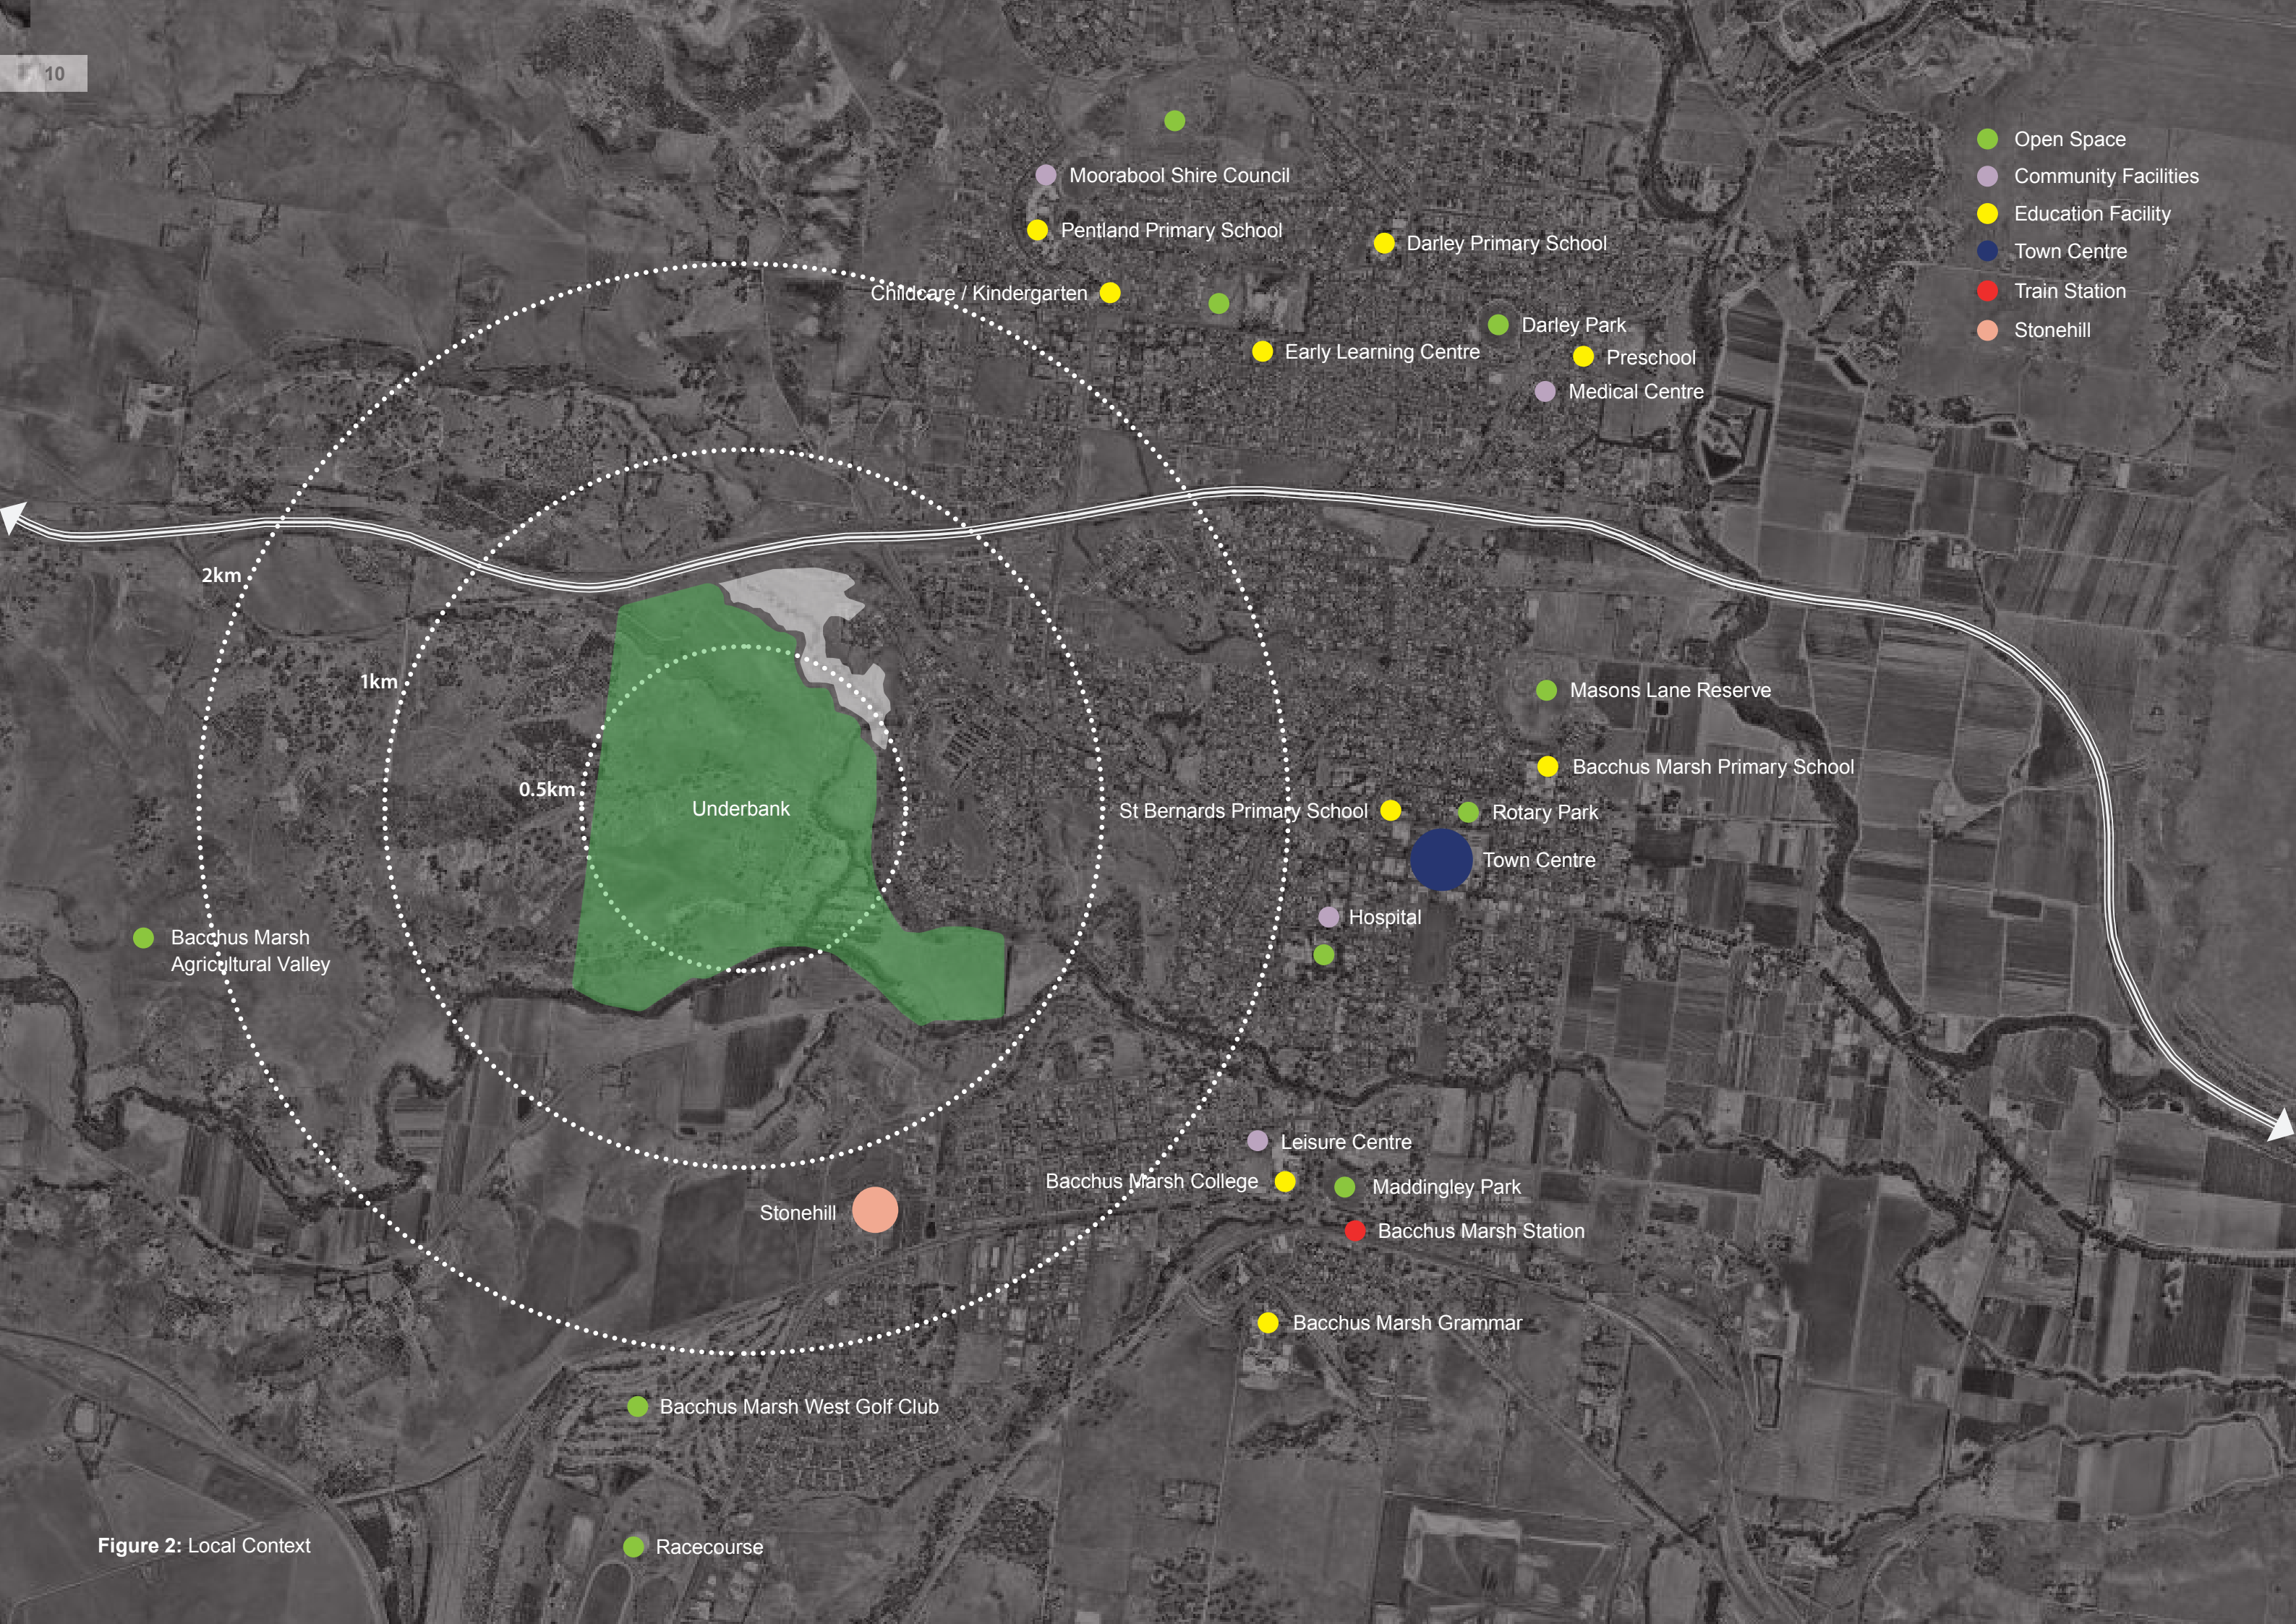 10
Open Space
Community Facilities
Education Facility
Town Centre
Train Station
Stonehill
Moorabool Shire Council
Pentland Primary School
Darley Primary School
Childcare / Kindergarten
Darley Park
Early Learning Centre
Preschool
Medical Centre
2km
1km
0.5km
Underbank
Masons Lane Reserve
Bacchus Marsh Primary School
St Bernards Primary School
Rotary Park
Town Centre
Hospital
Bacchus Marsh
Agricultural Valley
Leisure Centre
Bacchus Marsh College
Maddingley Park
Stonehill
Bacchus Marsh Station
Bacchus Marsh Grammar
Bacchus Marsh West Golf Club
Racecourse
Figure 2: Local Context